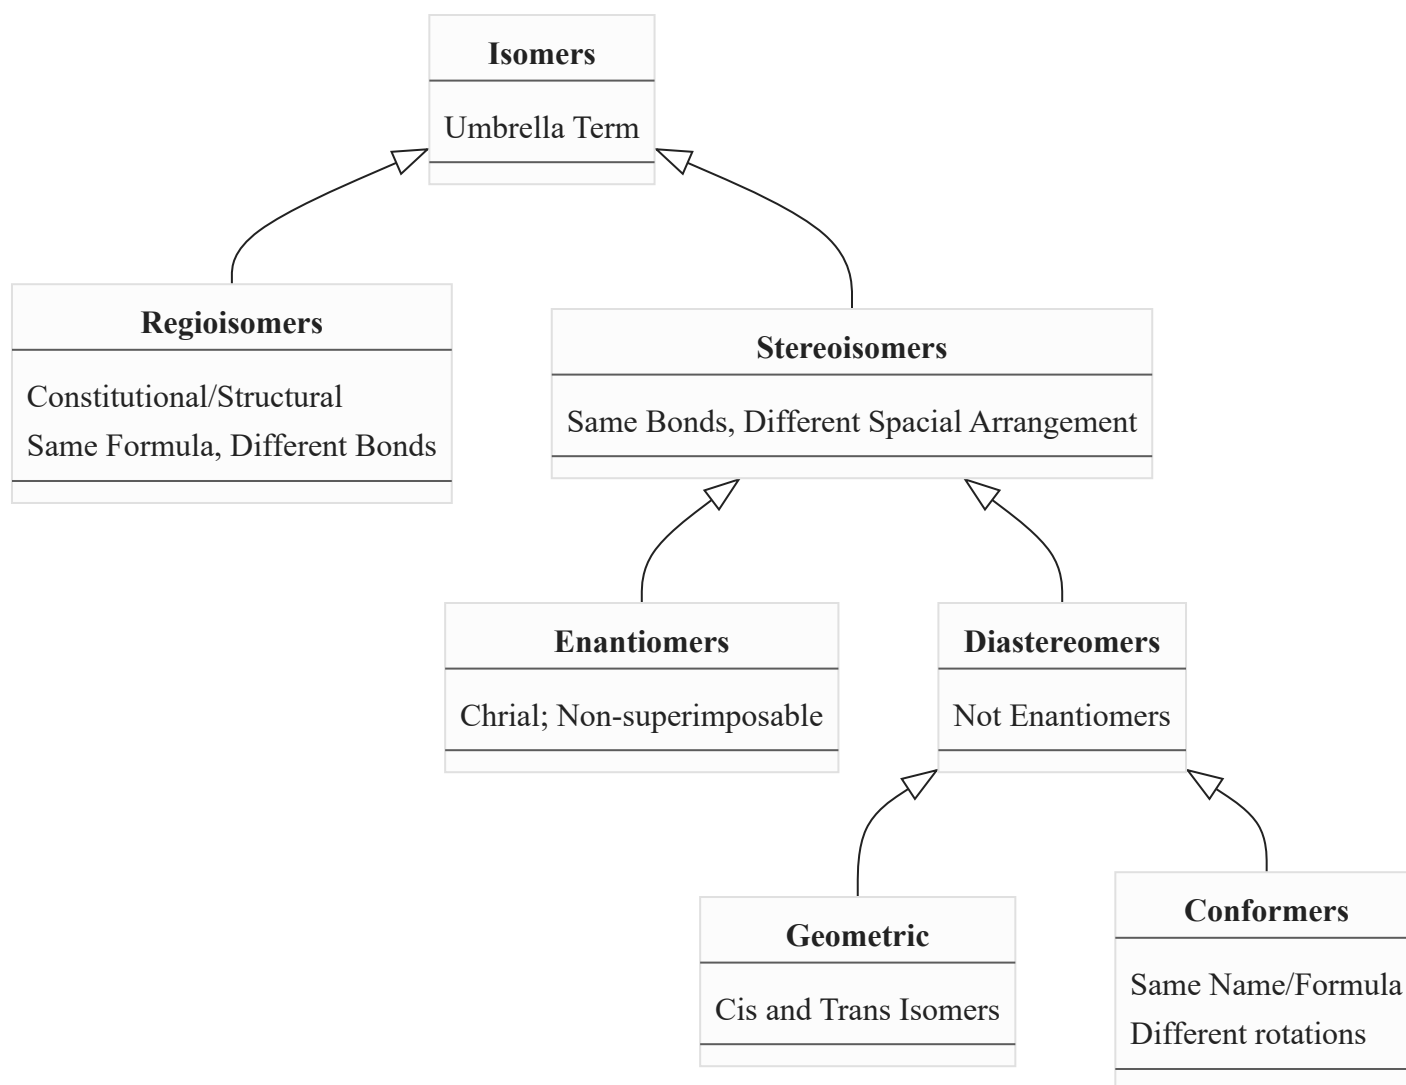 Isomers
Umbrella Term
Regioisomers
Constitutional/Structural
Same Formula, Different Bonds
Stereoisomers
Same Bonds, Different Spacial Arrangement
Enantiomers
Chrial; Non-superimposable
Diastereomers
Not Enantiomers
Geometric
Cis and Trans Isomers
Conformers
Same Name/Formula
Different rotations